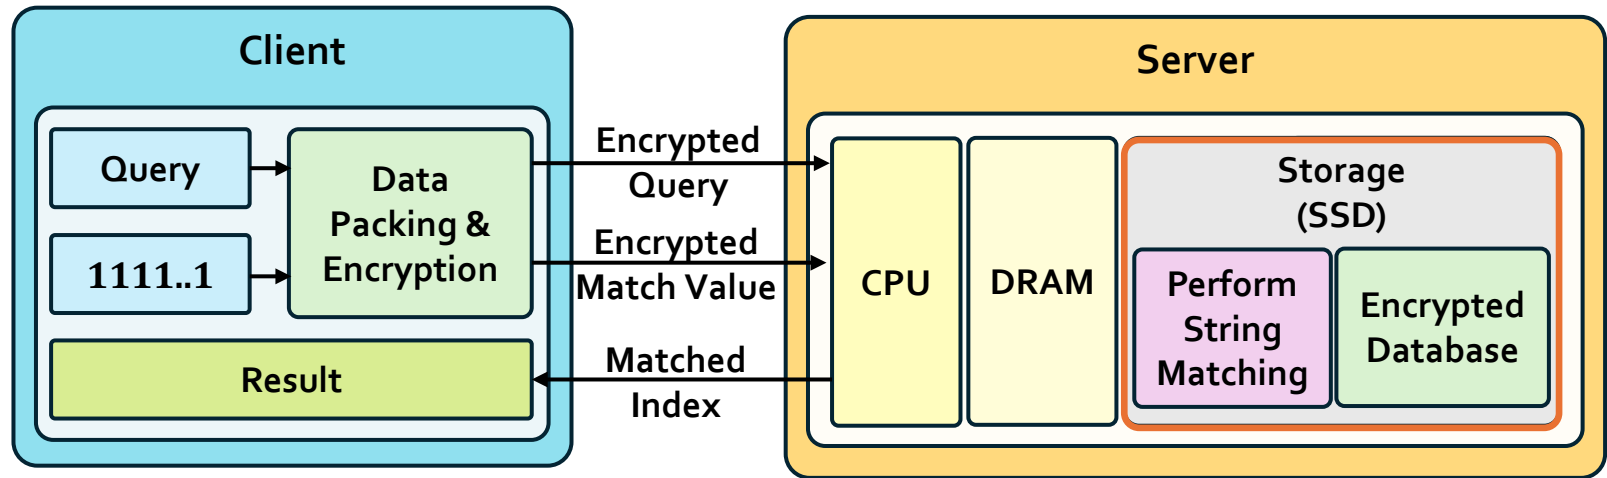 Client
Query
1111..1
Data
Packing &
Encryption
Result
Encrypted
Query
Encrypted
Match Value
Matched
Index
Server
CPU
DRAM
Storage
(SSD)
Perform
String
Matching
Encrypted
Database